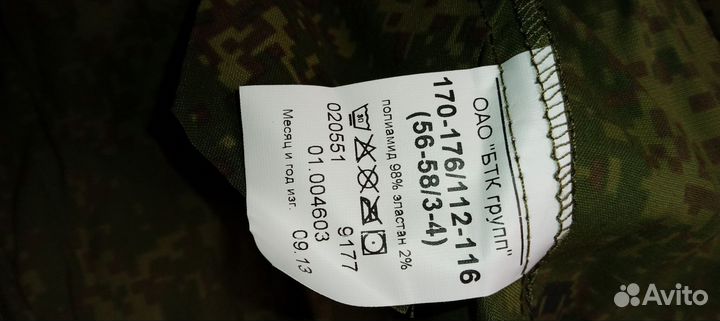 ОАО "БТК групп"
170-176/112-116
(56-58/3-4)
полиамид 98% эластан 2%
30
020551 9177
01.004603
Месяц и год изг. 09.13
Avito